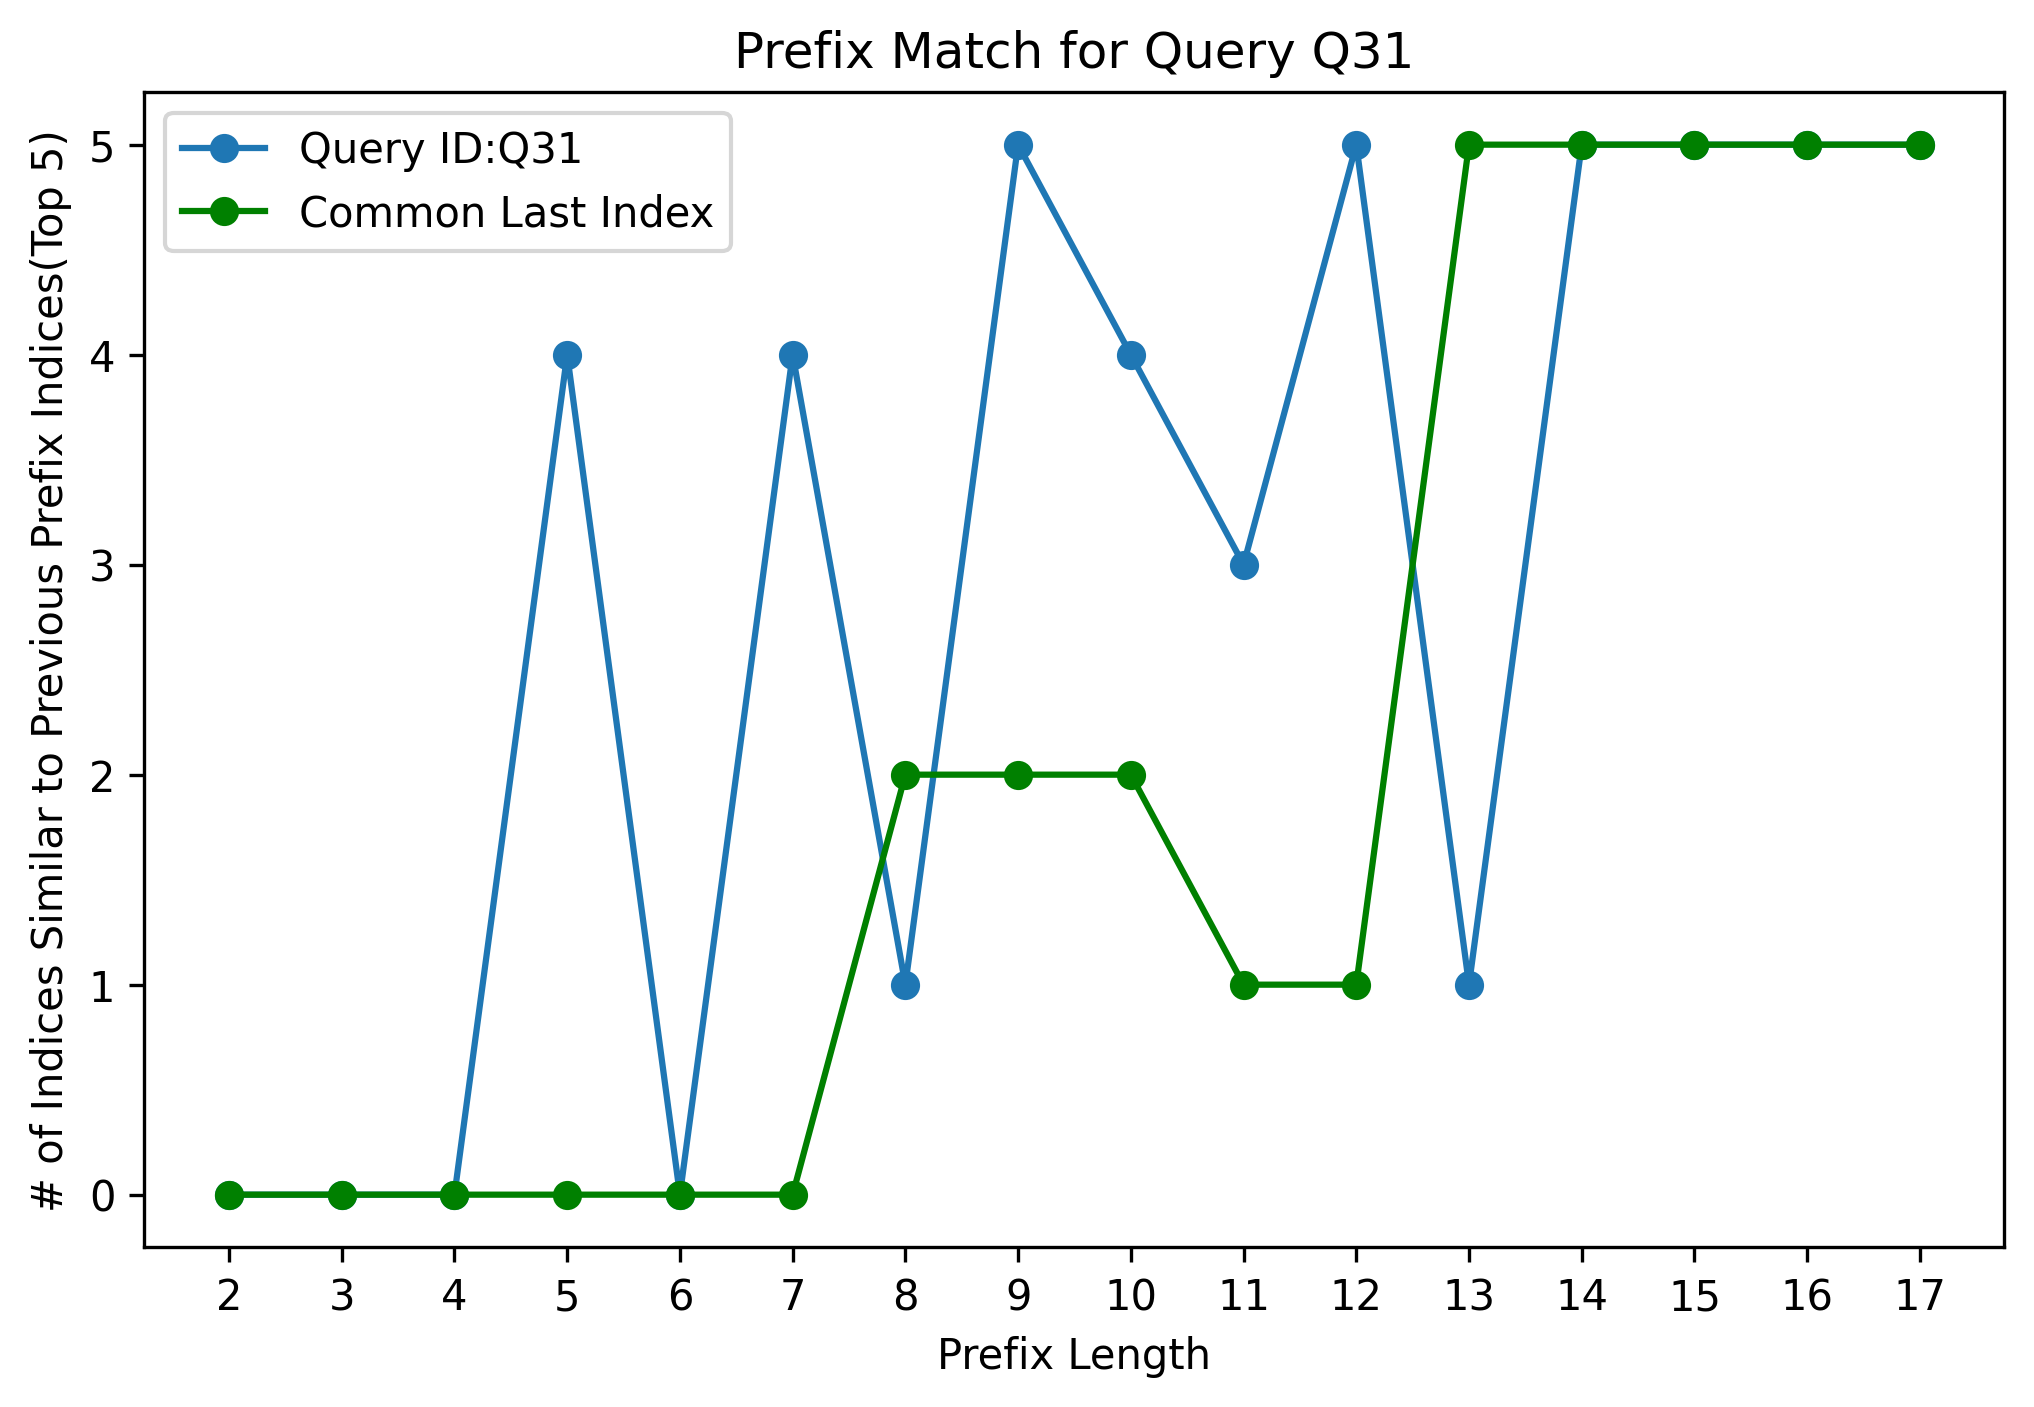 Prefix Match for Query Q31
Query ID:Q31
Common Last Index
# of Indices Similar to Previous Prefix Indices(Top 5)
5
4
3
2
1
0
2 3 4 5 6 7 8 9 10 11 12 13 14 15 16 17
Prefix Length